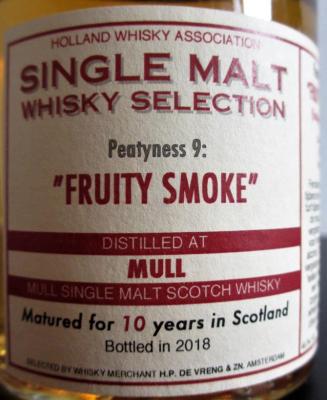 HOLLAND WHISKY ASSOCIATION
SINGLE MALT
WHISKY SELECTION
Peatyness 9:
"FRUITY SMOKE"
DISTILLED AT
MULL
MULL SINGLE MALT SCOTCH WHISKY
Matured for 10 years in Scotland
Bottled in 2018
SELECTED BY WHISKY MERCHANT H.P. DE VRENG & ZN. AMSTERDAM